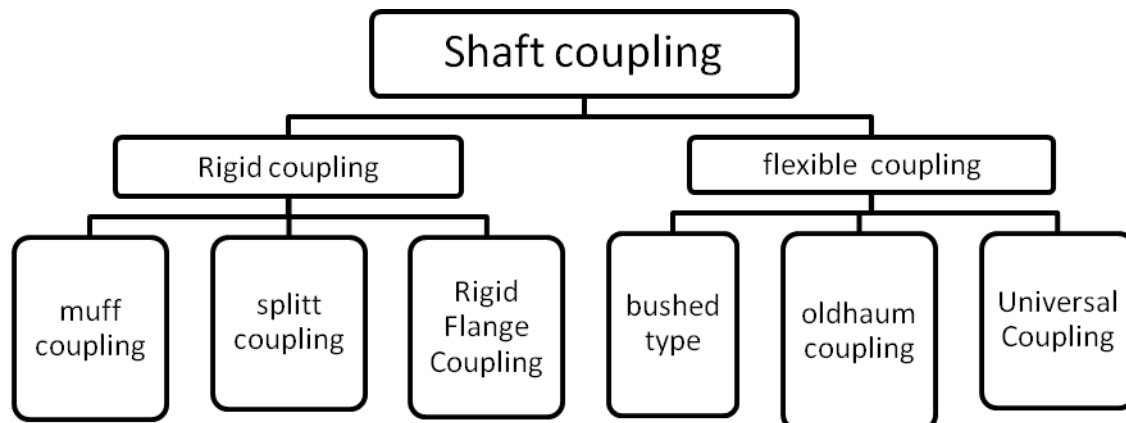 Shaft coupling
Rigid coupling
flexible coupling
muff
coupling
splitt
coupling
Rigid
Flange
Coupling
bushed
type
oldhaum
coupling
Universal
Coupling